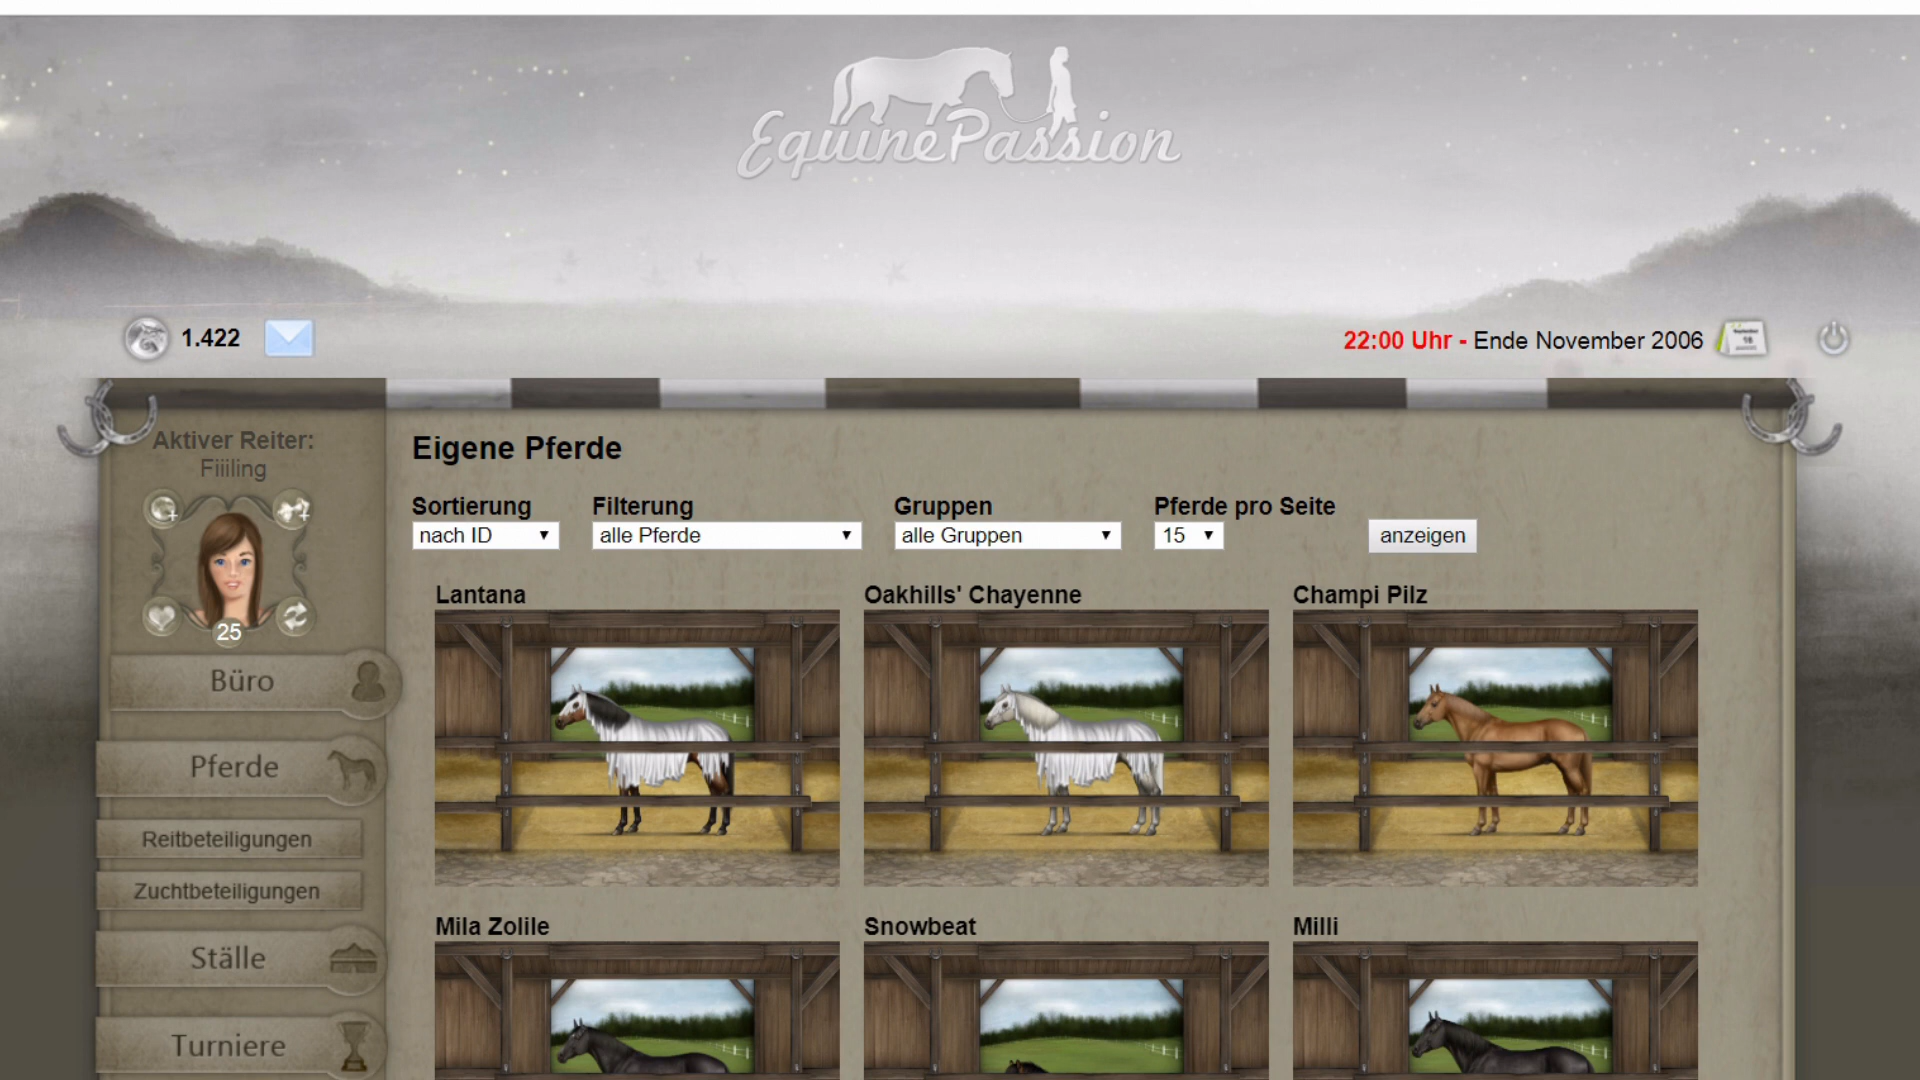 EquinePassion
1.422
22:00 Uhr - Ende November 2006
Aktiver Reiter:
Fiiiling
25
Büro
Pferde
Reitbeteiligungen
Zuchtbeteiligungen
Ställe
Turniere
Eigene Pferde
Sortierung Filterung Gruppen Pferde pro Seite
nach ID alle Pferde alle Gruppen 15 anzeigen
Lantana Oakhills' Chayenne Champi Pilz
Mila Zolile Snowbeat Milli